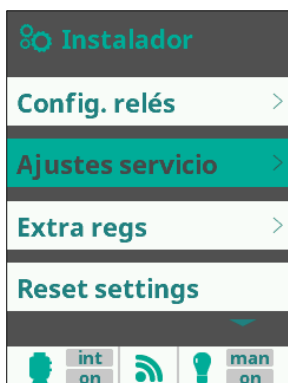 Instalador
Config. relés
Ajustes servicio
Extra regs
Reset settings
int man
on on